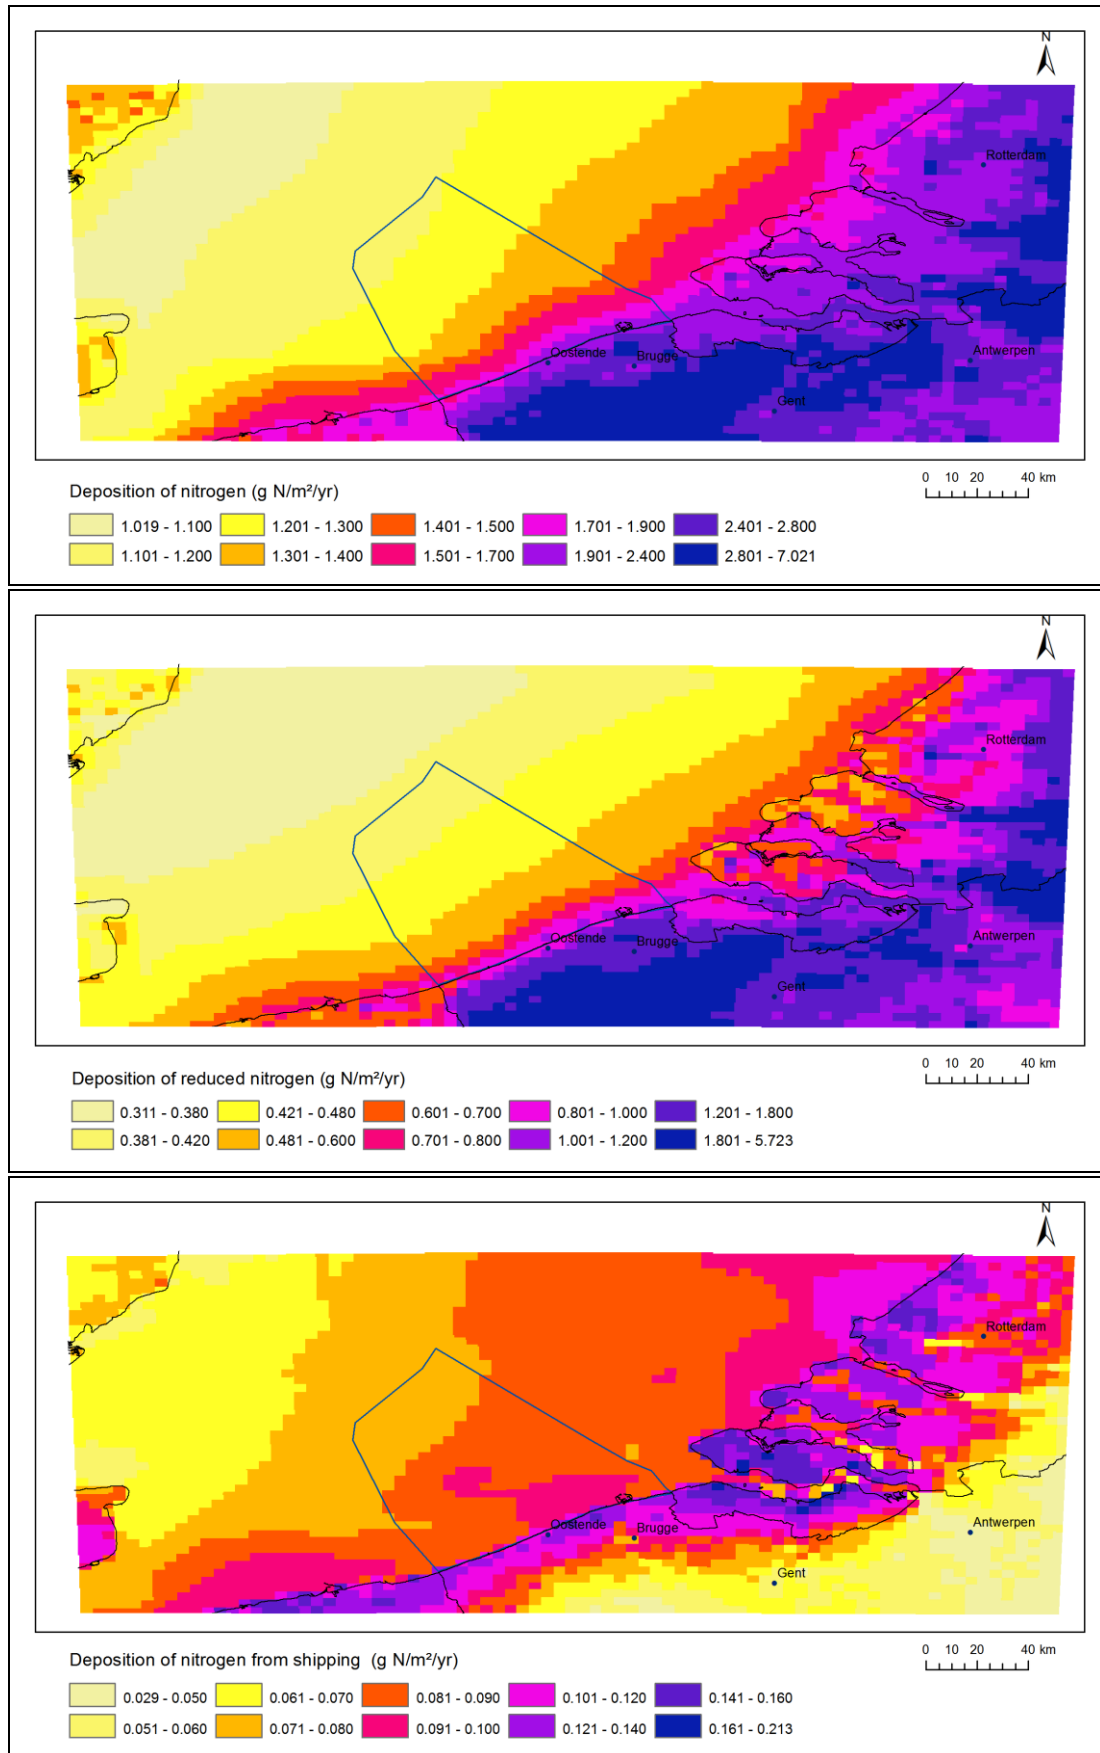 N
Rotterdam
Oostende
Brugge
Antwerpen
Gent
0 10 20 40 km
Deposition of nitrogen (g N/m²/yr)
1.019 - 1.100 1.201 - 1.300 1.401 - 1.500 1.701 - 1.900 2.401 - 2.800
1.101 - 1.200 1.301 - 1.400 1.501 - 1.700 1.901 - 2.400 2.801 - 7.021
N
Rotterdam
Oostende
Brugge
Antwerpen
Gent
0 10 20 40 km
Deposition of reduced nitrogen (g N/m²/yr)
0.311 - 0.380 0.421 - 0.480 0.601 - 0.700 0.801 - 1.000 1.201 - 1.800
0.381 - 0.420 0.481 - 0.600 0.701 - 0.800 1.001 - 1.200 1.801 - 5.723
N
Rotterdam
Oostende
Brugge
Antwerpen
Gent
0 10 20 40 km
Deposition of nitrogen from shipping (g N/m²/yr)
0.029 - 0.050 0.061 - 0.070 0.081 - 0.090 0.101 - 0.120 0.141 - 0.160
0.051 - 0.060 0.071 - 0.080 0.091 - 0.100 0.121 - 0.140 0.161 - 0.213